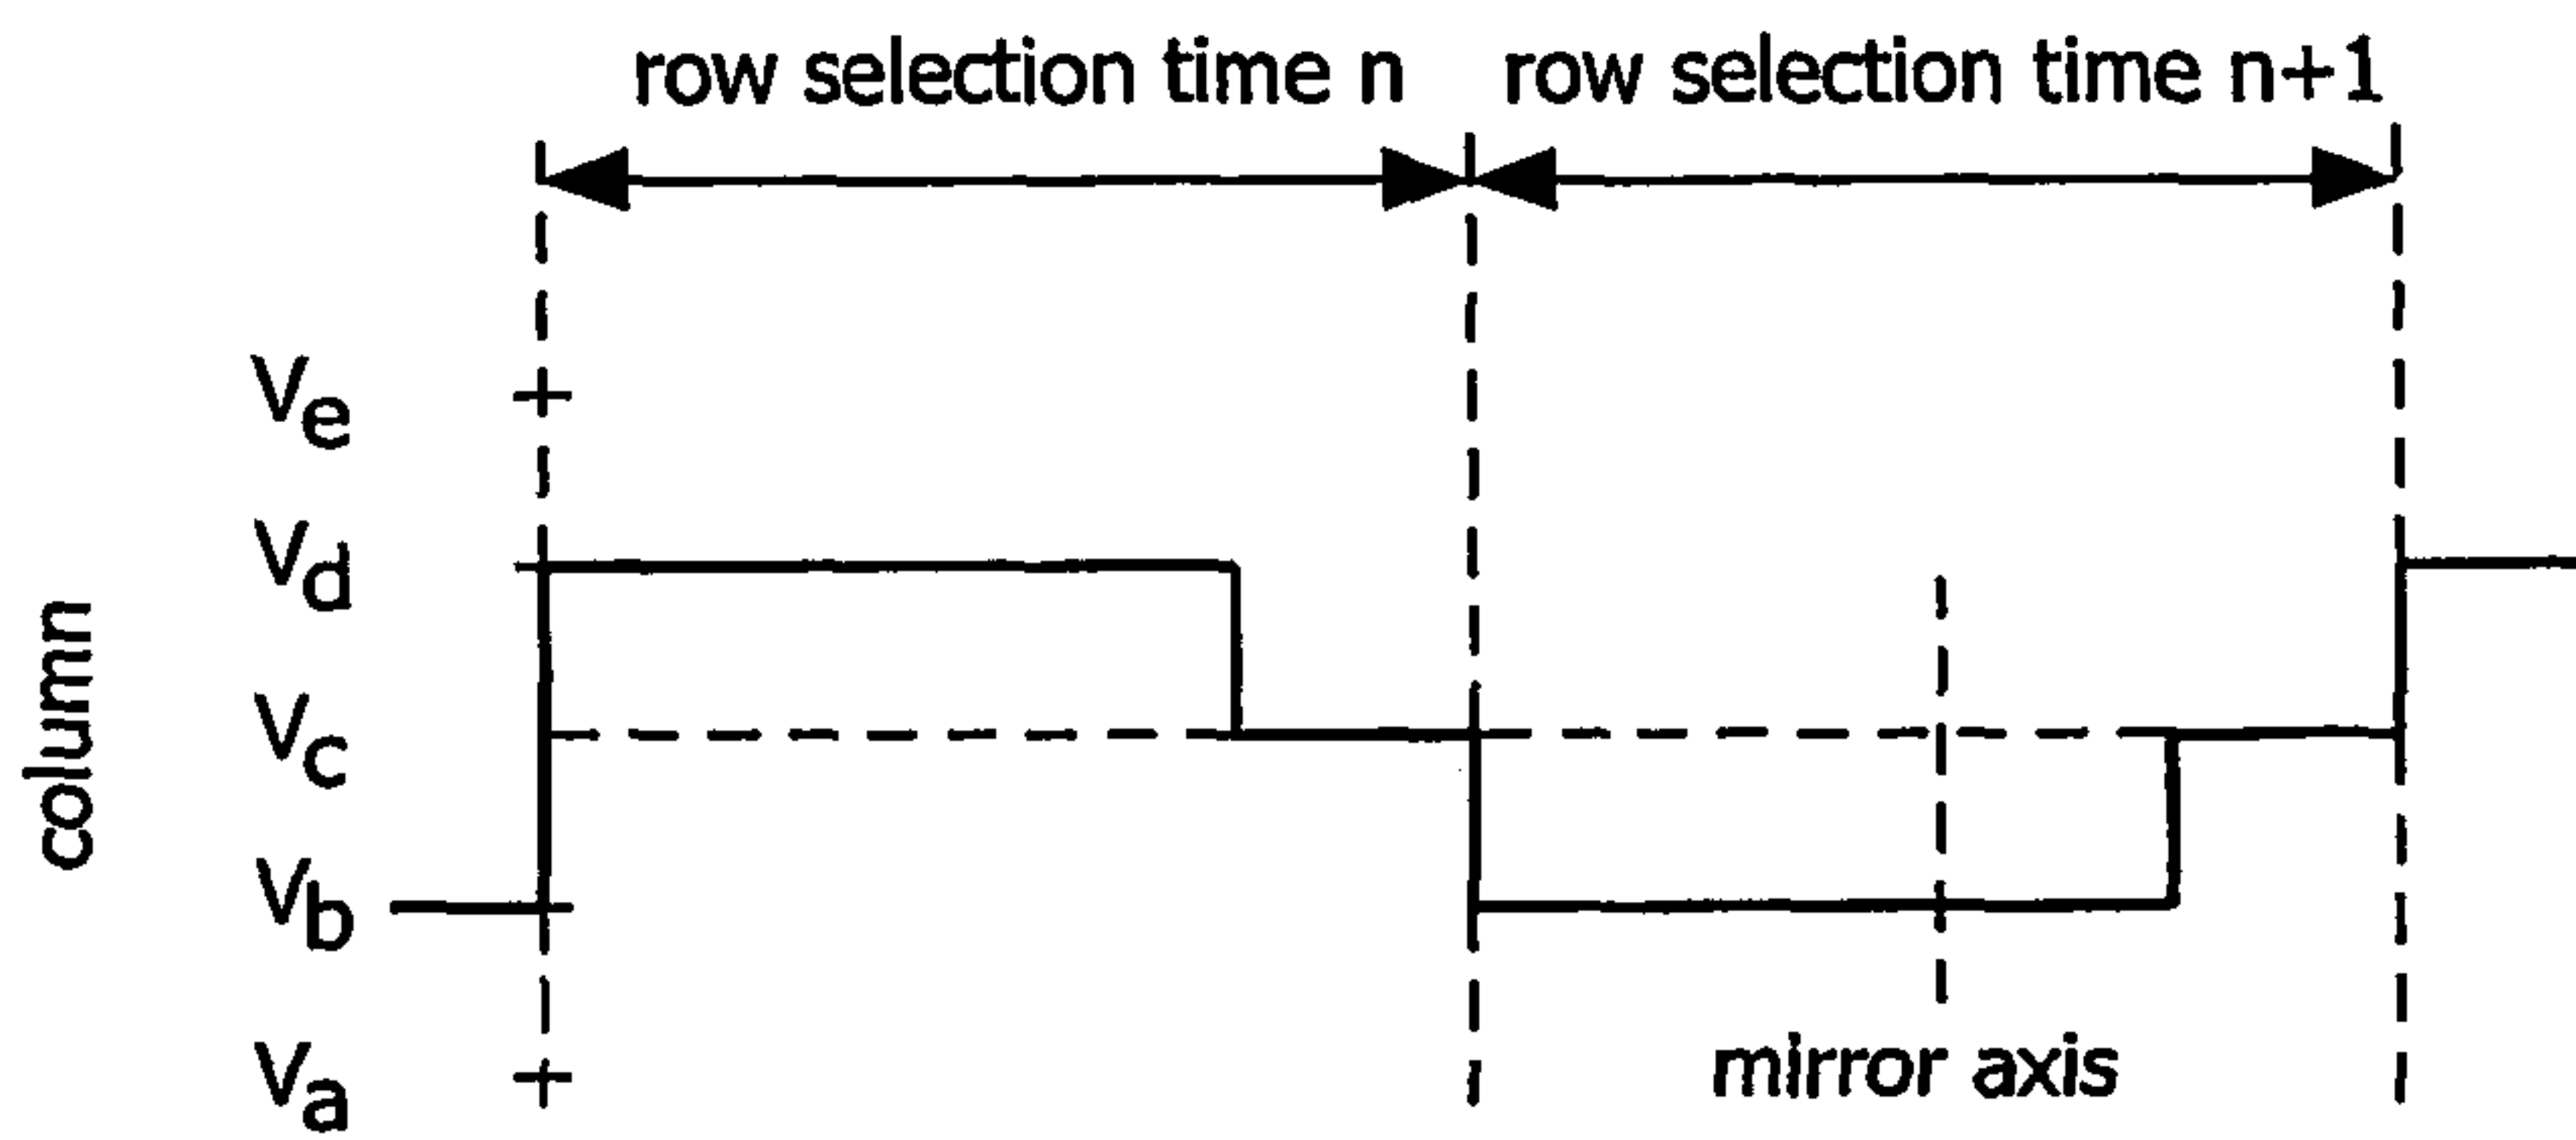 row selection time n
row selection time n+1
Ve
Vd
Vc
Vb
Va
column
mirror axis